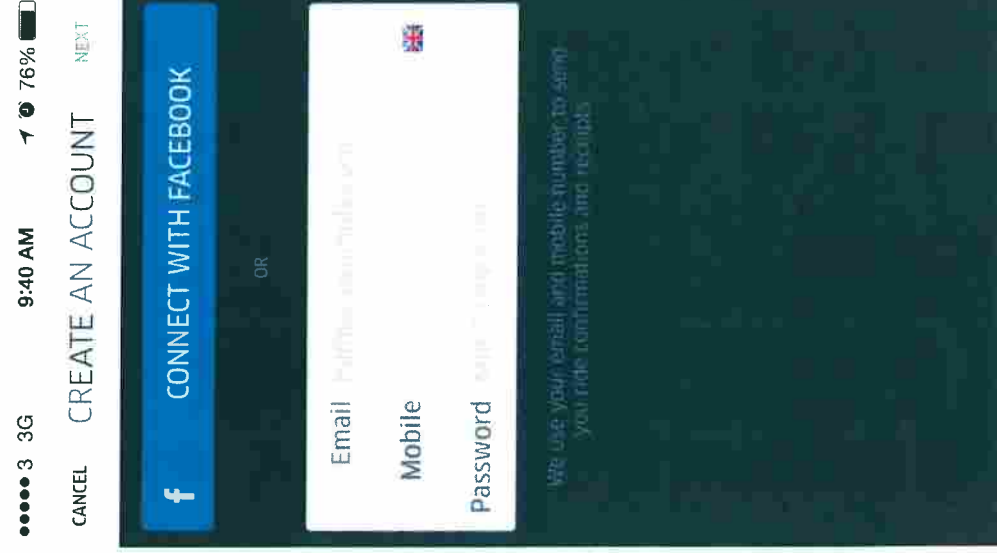 3 3G 9:40 AM 76%
CANCEL CREATE AN ACCOUNT NEXT
f CONNECT WITH FACEBOOK
OR
Email
Mobile
Password
We use your email and mobile number to send
you ride confirmations and receipts